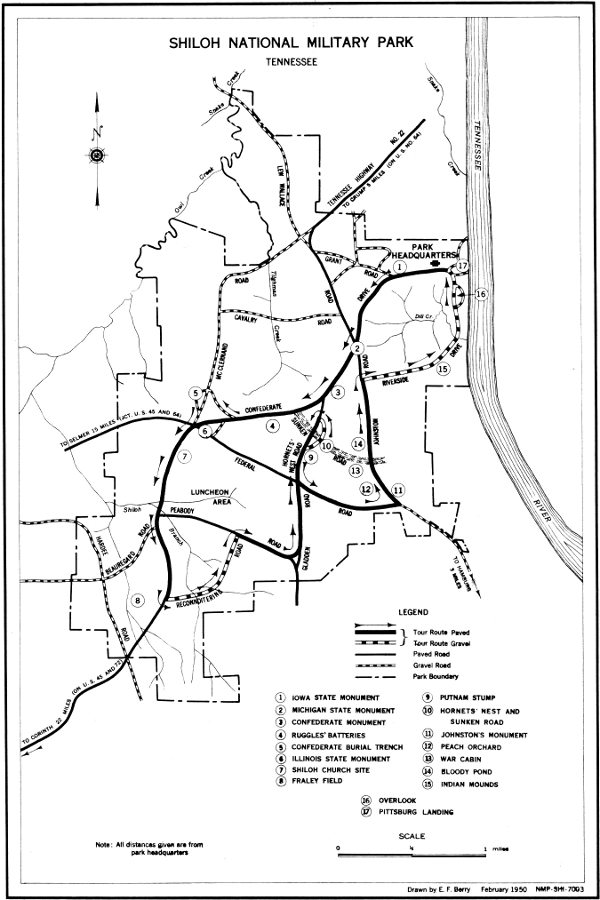 SHILOH NATIONAL MILITARY PARK
TENNESSEE
Snake
Creek
Snake
Creek
N
Owl
Creek
LEW WALLACE
TENNESSEE HIGHWAY NO. 22
TO CRUMP 5 MILES (ON U.S. NO. 64)
TENNESSEE
RIVER
PARK
HEADQUARTERS
GRANT
ROAD
ROAD
ROAD
DRIVE
1
17
16
Tilghman
Creek
CAVALRY
ROAD
Dill Cr.
2
ROAD
RIVERSIDE
DRIVE
15
McCLERNAND
5
3
CONFEDERATE
4
6
TO SELMER 15 MILES
SUNKEN
ROAD
HORNETS'
NEST ROAD
10
9
14
JOHNSTON
13
12
11
7
FEDERAL
ROAD
LUNCHEON
AREA
ROAD
Shiloh
Branch
PEABODY
ROAD
GLADDEN
HARDEE
ROAD
BEAUREGARD
ROAD
RECONNOITERING
ROAD
8
TO HAMBURG
TO CORINTH 22 MILES (ON U.S. 45 AND 72)
LEGEND
Tour Route Paved
Tour Route Gravel
Paved Road
Gravel Road
Park Boundary
1 IOWA STATE MONUMENT
2 MICHIGAN STATE MONUMENT
3 CONFEDERATE MONUMENT
4 RUGGLES' BATTERIES
5 CONFEDERATE BURIAL TRENCH
6 ILLINOIS STATE MONUMENT
7 SHILOH CHURCH SITE
8 FRALEY FIELD
9 PUTNAM STUMP
10 HORNETS' NEST AND
SUNKEN ROAD
11 JOHNSTON'S MONUMENT
12 PEACH ORCHARD
13 WAR CABIN
14 BLOODY POND
15 INDIAN MOUNDS
16 OVERLOOK
17 PITTSBURG LANDING
SCALE
0 ½ 1 miles
Note: All distances given are from
park headquarters
Drawn by E. F. Berry February 1950 NMP-SHI-7003